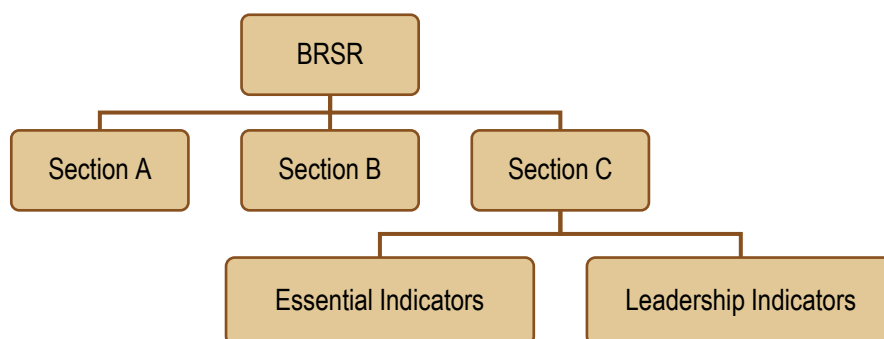 BRSR
Section A
Section B
Section C
Essential Indicators
Leadership Indicators